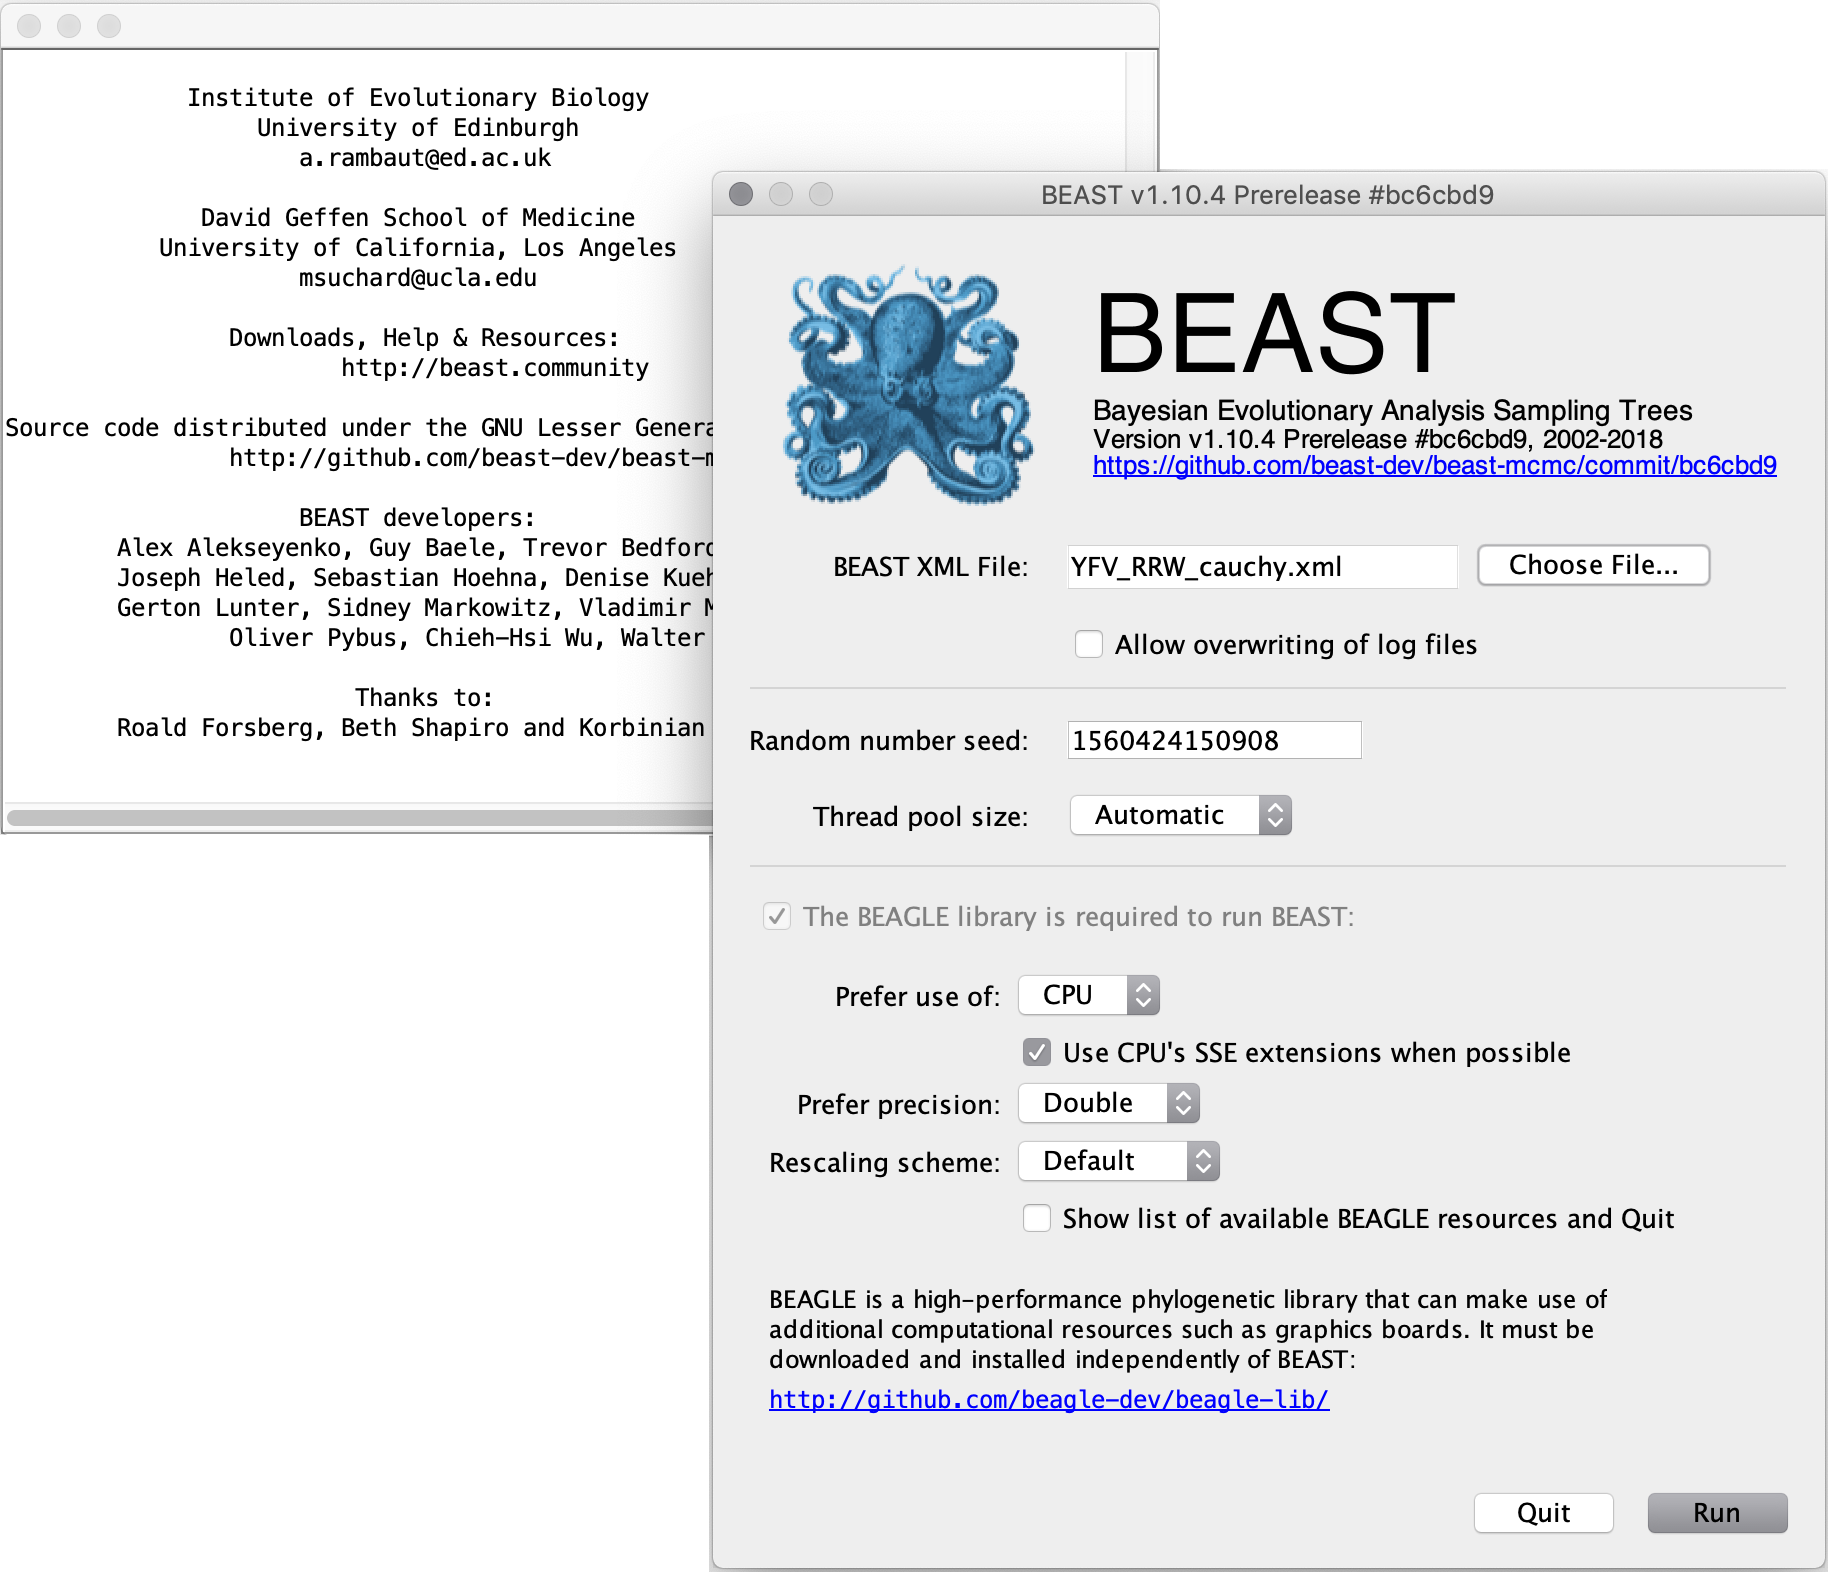 Institute of Evolutionary Biology
University of Edinburgh
a.rambaut@ed.ac.uk
David Geffen School of Medicine
University of California, Los Angeles
msuchard@ucla.edu
Downloads, Help & Resources:
http://beast.community
Source code distributed under the GNU Lesser
http://github.com/beast-dev/
BEAST developers:
Alex Alekseyenko, Guy Baele, Trevor
Joseph Heled, Sebastian Hoehna, Denise
Gerton Lunter, Sidney Markowitz, Vladimir
Oliver Pybus, Chieh-Hsi Wu, Walter
Thanks to:
Roald Forsberg, Beth Shapiro and Korbinian
BEAST v1.10.4 Prerelease #bc6cbd9
BEAST
Bayesian Evolutionary Analysis Sampling Trees
Version v1.10.4 Prerelease #bc6cbd9, 2002-2018
https://github.com/beast-dev/beast-mcmc/commit/bc6cbd9
BEAST XML File: YFV_RRW_cauchy.xml Choose File...
Allow overwriting of log files
Random number seed: 1560424150908
Thread pool size: Automatic
The BEAGLE library is required to run BEAST:
Prefer use of: CPU
Use CPU's SSE extensions when possible
Prefer precision: Double
Rescaling scheme: Default
Show list of available BEAGLE resources and Quit
BEAGLE is a high-performance phylogenetic library that can make use of
additional computational resources such as graphics boards. It must be
downloaded and installed independently of BEAST:
http://github.com/beagle-dev/beagle-lib/
Quit Run